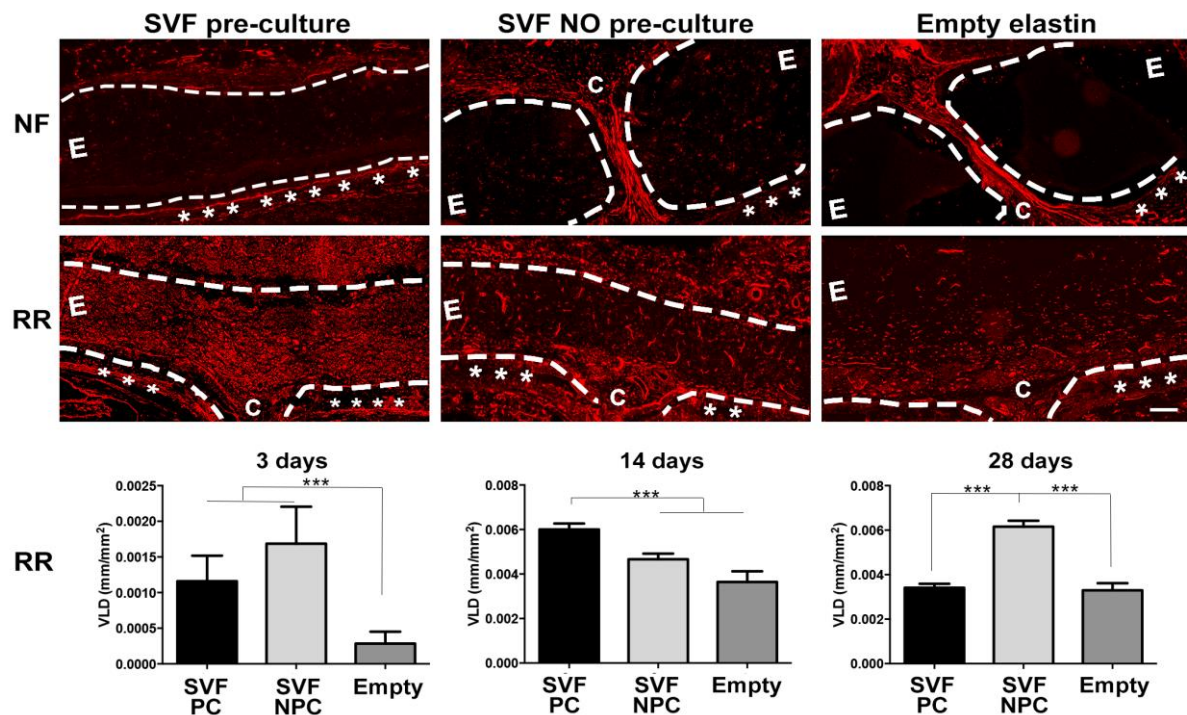 SVF pre-culture SVF NO pre-culture Empty elastin
NF
E
* * * * * * * *
E
C
E
* * *
E
C
E
* *
RR
E
* * *
C
* * * *
E
* * *
C
* *
E
C
* * *
RR
3 days
VLD (mm/mm²)
0.0025
0.0020
0.0015
0.0010
0.0005
0.0000
***
SVF PC
SVF NPC
Empty
14 days
VLD (mm/mm²)
0.008
0.006
0.004
0.002
0.000
***
SVF PC
SVF NPC
Empty
28 days
VLD (mm/mm²)
0.008
0.006
0.004
0.002
0.000
*** ***
SVF PC
SVF NPC
Empty